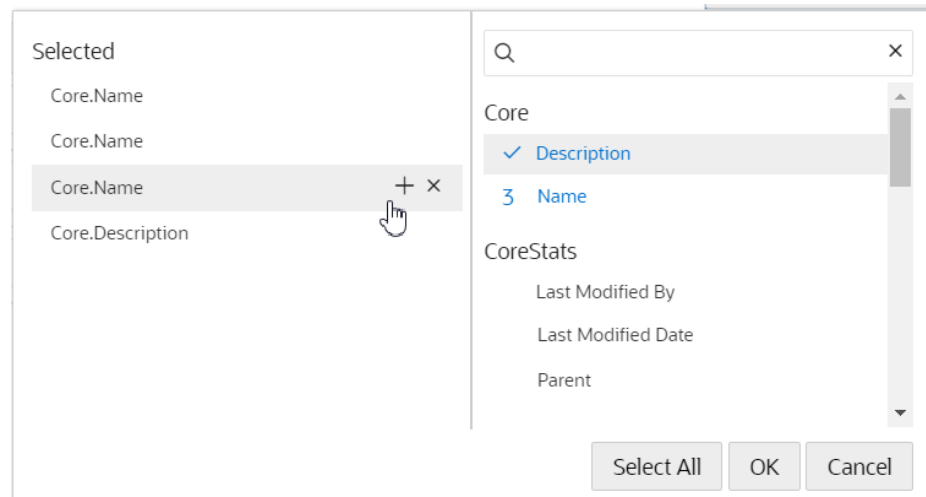 Selected
Core.Name
Core.Name
Core.Name
Core.Description
Core
Description
3 Name
CoreStats
Last Modified By
Last Modified Date
Parent
Select All
OK
Cancel